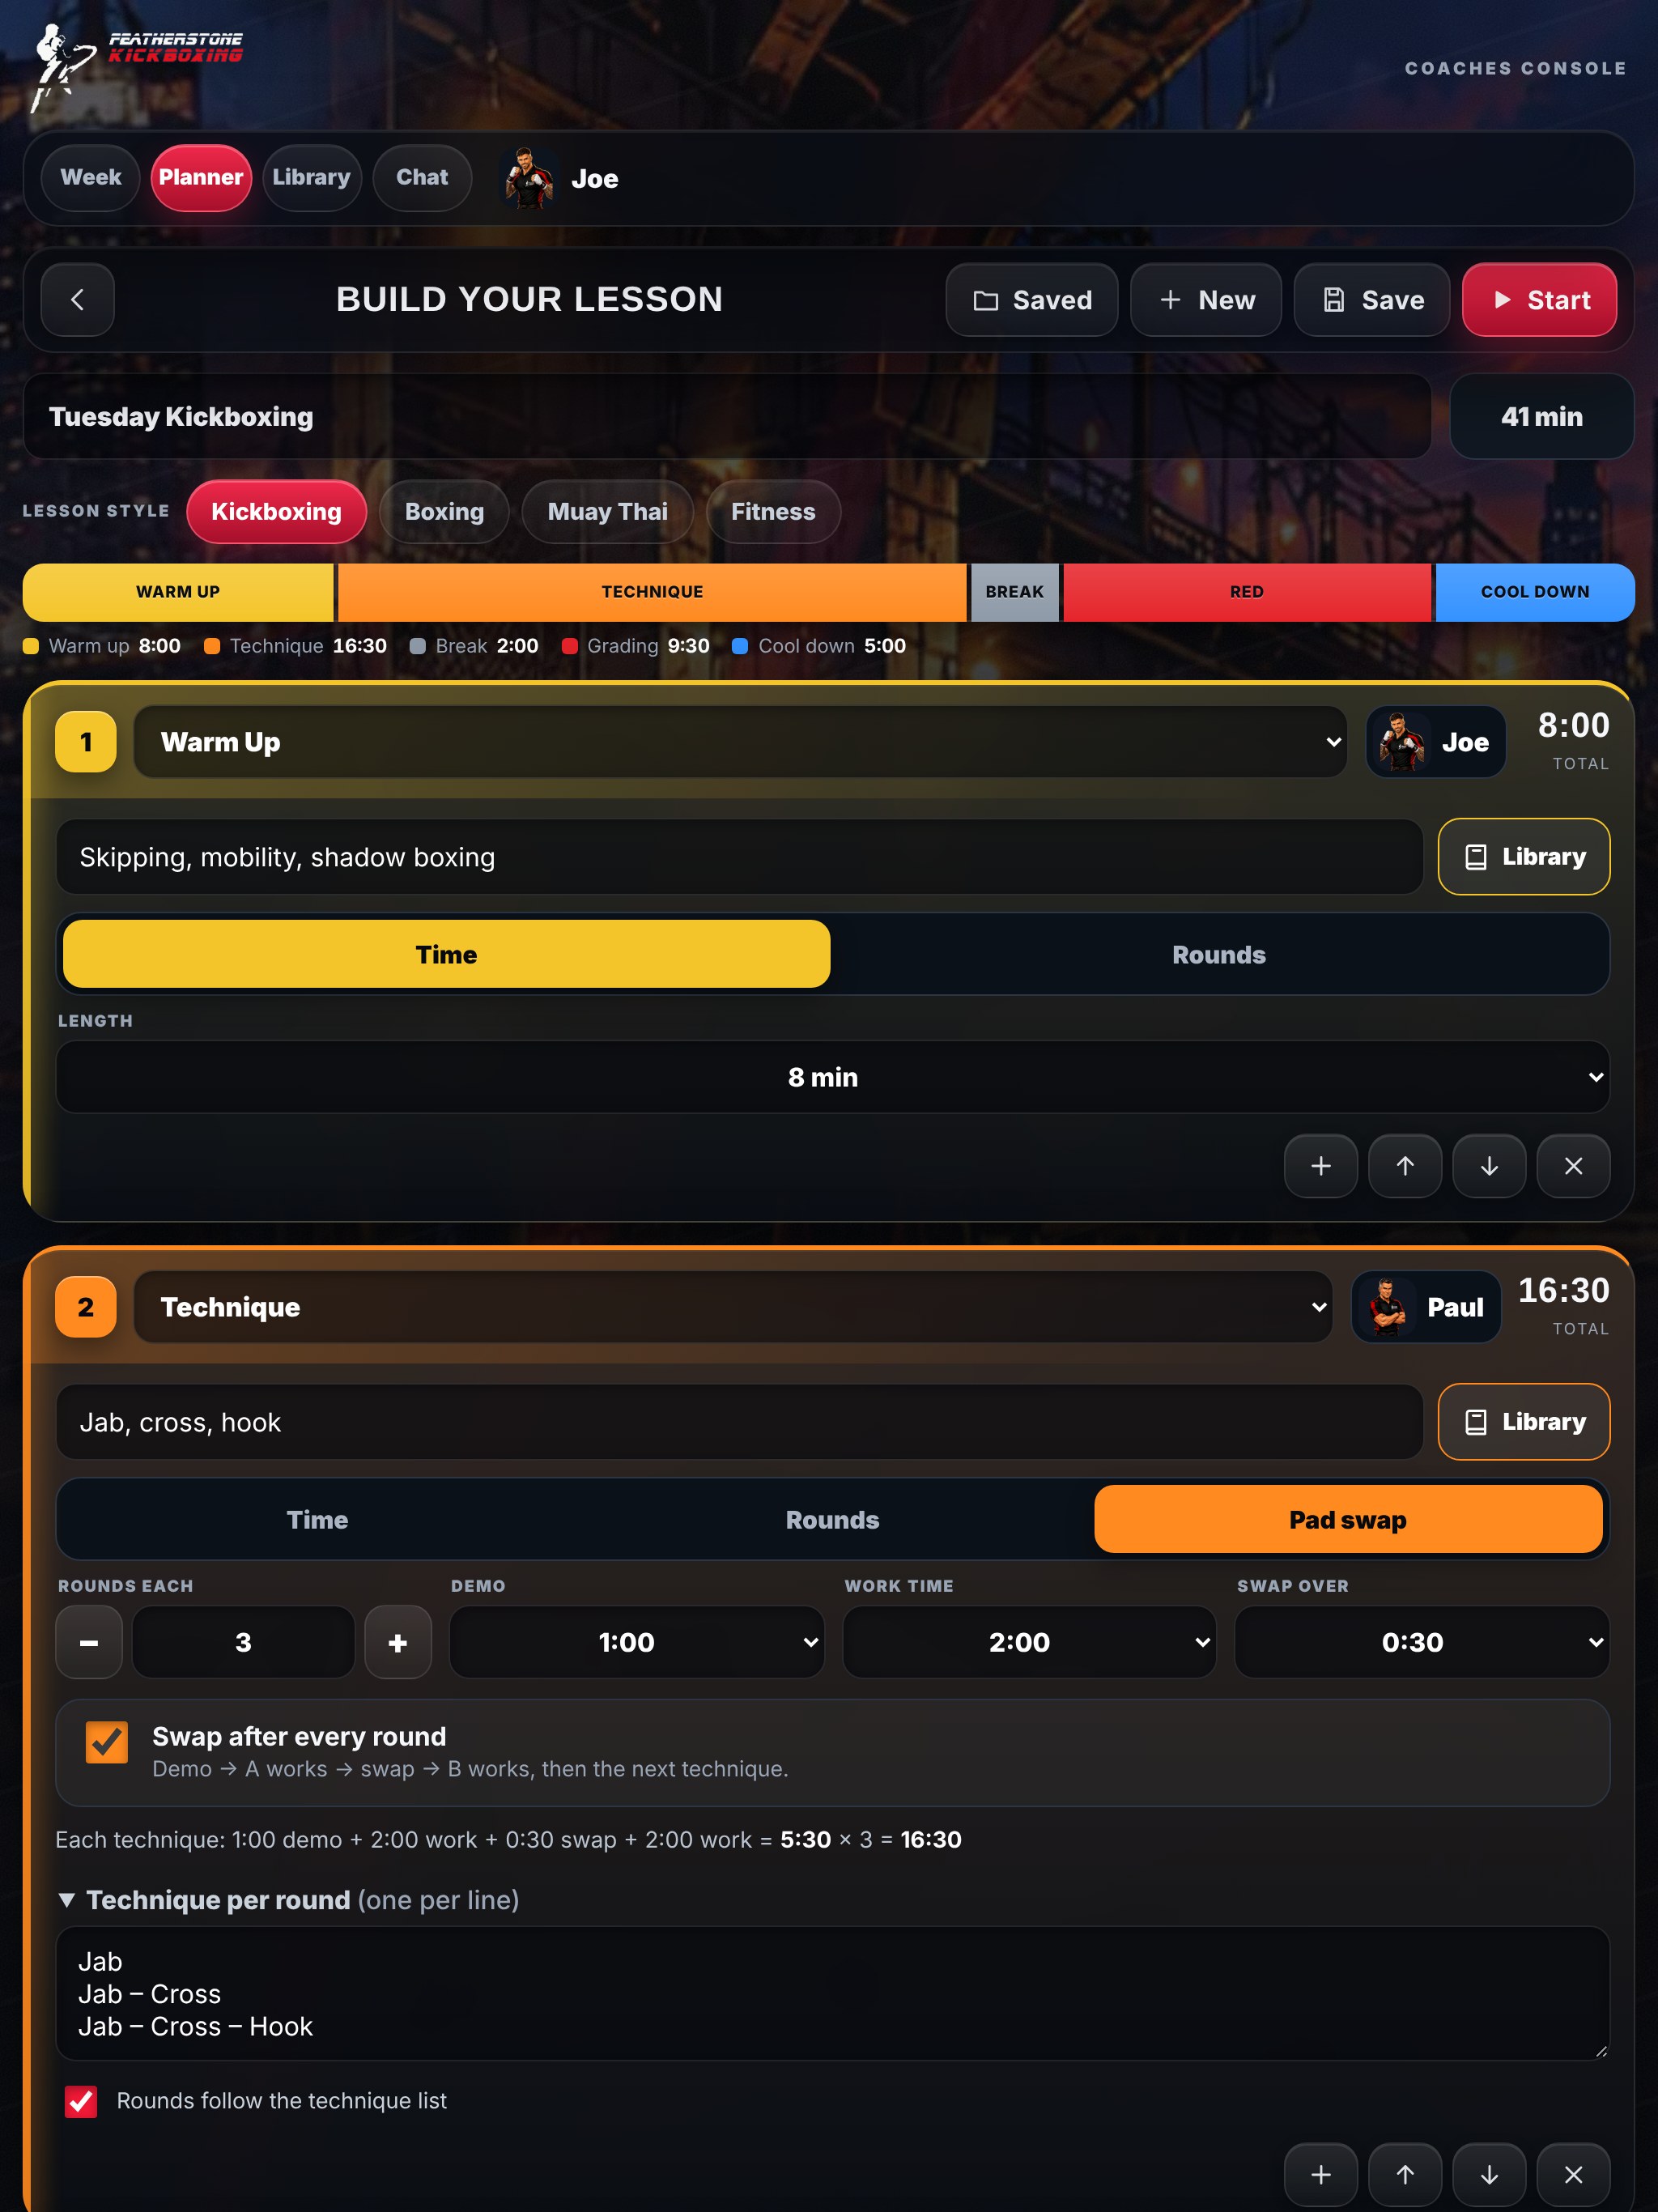 FEATHERSTONE
KICKBOXING
COACHES CONSOLE
Week Planner Library Chat Joe
BUILD YOUR LESSON Saved New Save Start
Tuesday Kickboxing 41 min
LESSON STYLE Kickboxing Boxing Muay Thai Fitness
WARM UP TECHNIQUE BREAK RED COOL DOWN
Warm up 8:00 Technique 16:30 Break 2:00 Grading 9:30 Cool down 5:00
1 Warm Up Joe 8:00
TOTAL
Skipping, mobility, shadow boxing Library
Time Rounds
LENGTH
8 min
2 Technique Paul 16:30
TOTAL
Jab, cross, hook Library
Time Rounds Pad swap
ROUNDS EACH DEMO WORK TIME SWAP OVER
− 3 + 1:00 2:00 0:30
Swap after every round
Demo → A works → swap → B works, then the next technique.
Each technique: 1:00 demo + 2:00 work + 0:30 swap + 2:00 work = 5:30 × 3 = 16:30
▼ Technique per round (one per line)
Jab
Jab – Cross
Jab – Cross – Hook
Rounds follow the technique list